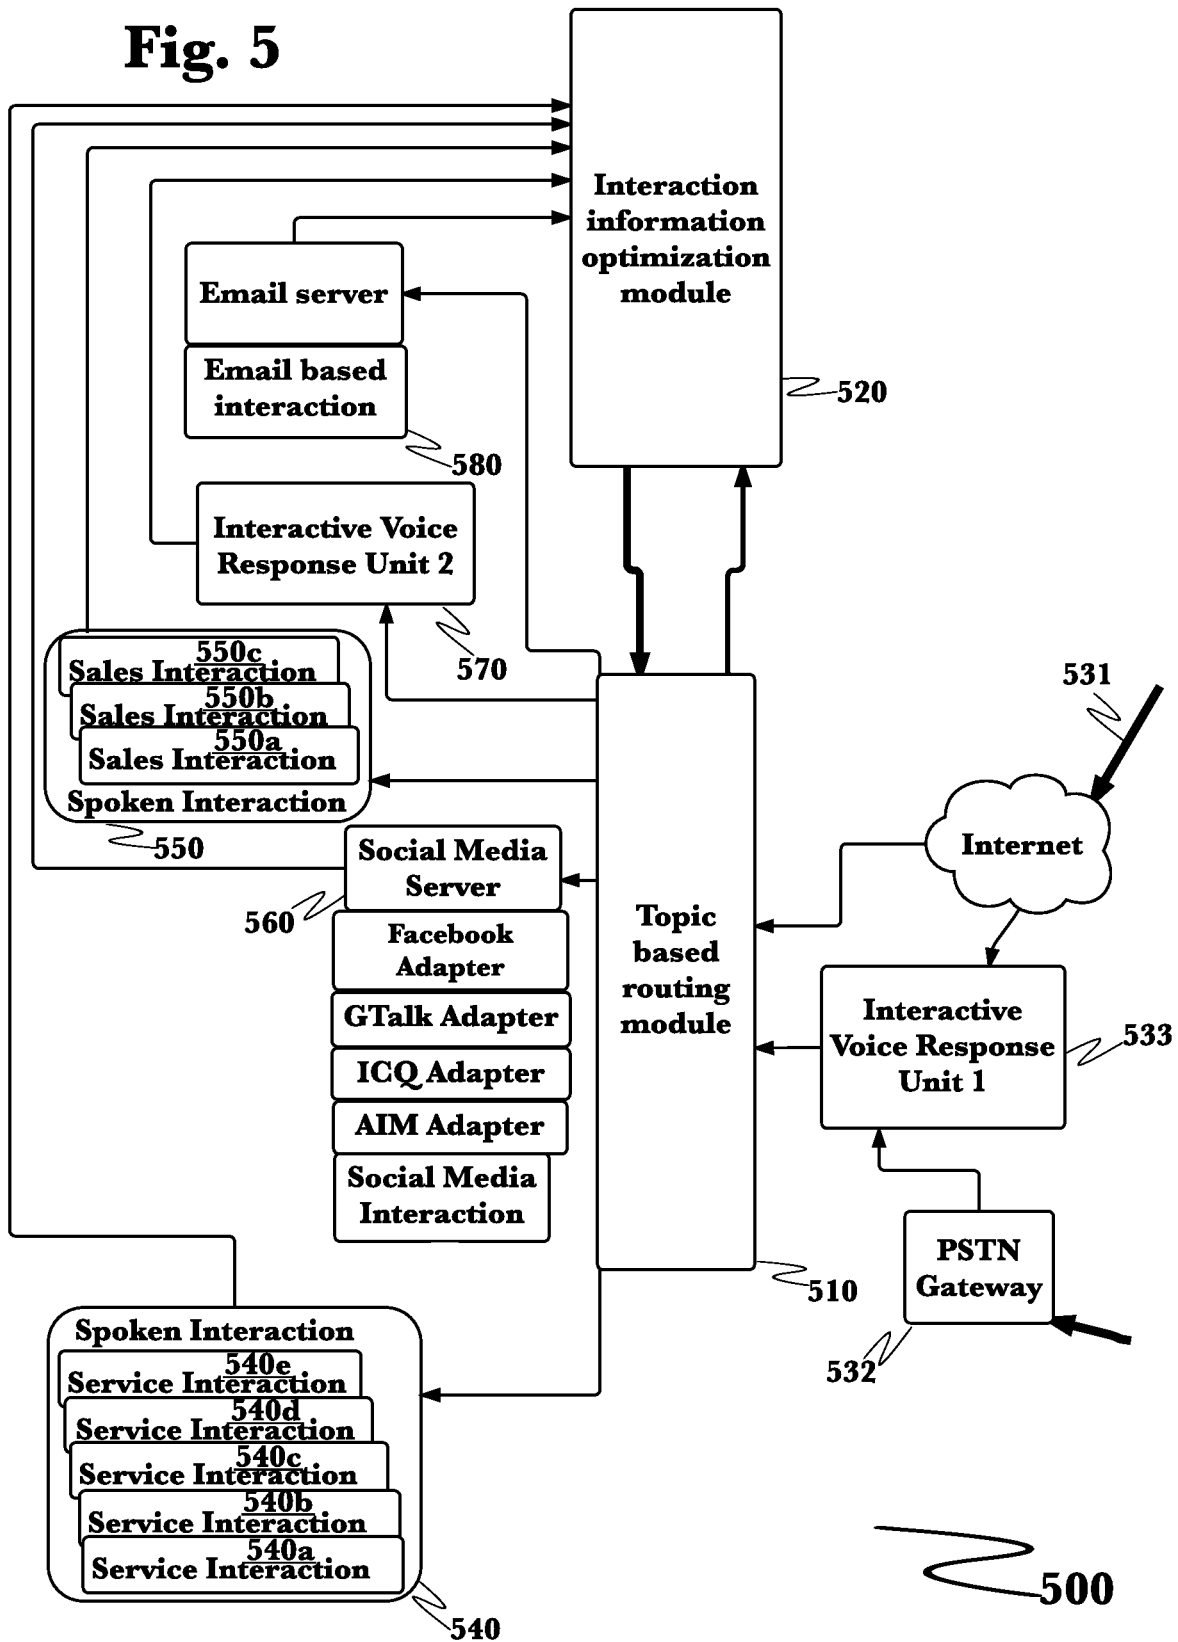 Fig. 5
Interaction
information
optimization
module
520
Email server
Email based
interaction
580
Interactive Voice
Response Unit 2
570
550c
Sales Interaction
550b
Sales Interaction
550a
Sales Interaction
Spoken Interaction
550
531
Internet
Social Media
Server
560
Facebook
Adapter
GTalk Adapter
ICQ Adapter
AIM Adapter
Social Media
Interaction
Topic
based
routing
module
510
Interactive
Voice Response
Unit 1
533
PSTN
Gateway
532
Spoken Interaction
540e
Service Interaction
540d
Service Interaction
540c
Service Interaction
540b
Service Interaction
540a
Service Interaction
540
500